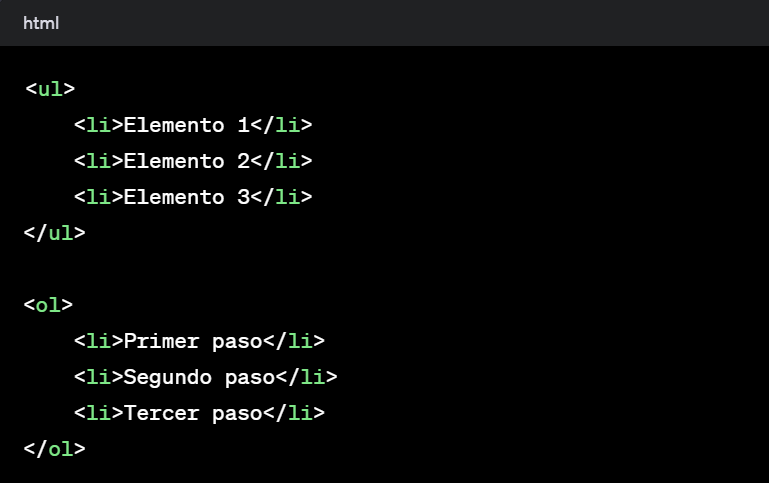 html
<ul>
    <li>Elemento 1</li>
    <li>Elemento 2</li>
    <li>Elemento 3</li>
</ul>

<ol>
    <li>Primer paso</li>
    <li>Segundo paso</li>
    <li>Tercer paso</li>
</ol>